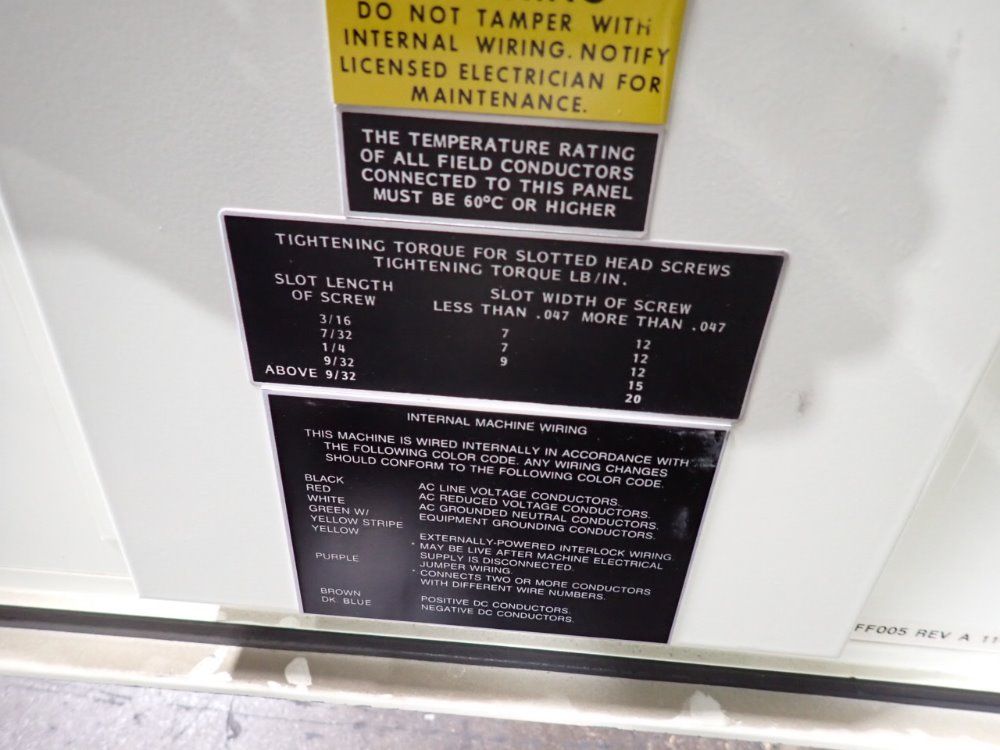 DO NOT TAMPER WITH
INTERNAL WIRING. NOTIFY
LICENSED ELECTRICIAN FOR
MAINTENANCE.
THE TEMPERATURE RATING
OF ALL FIELD CONDUCTORS
CONNECTED TO THIS PANEL
MUST BE 60°C OR HIGHER
TIGHTENING TORQUE FOR SLOTTED HEAD SCREWS
TIGHTENING TORQUE LB/IN.
SLOT LENGTH OF SCREW
SLOT WIDTH OF SCREW
LESS THAN .047 MORE THAN .047
3/16 7 12
7/32 7 12
1/4 9 12
9/32 15
ABOVE 9/32 20
INTERNAL MACHINE WIRING
THIS MACHINE IS WIRED INTERNALLY IN ACCORDANCE WITH
THE FOLLOWING COLOR CODE. ANY WIRING CHANGES
SHOULD CONFORM TO THE FOLLOWING COLOR CODE.
BLACK AC LINE VOLTAGE CONDUCTORS.
RED AC REDUCED VOLTAGE CONDUCTORS.
WHITE AC GROUNDED NEUTRAL CONDUCTORS.
GREEN W/ EQUIPMENT GROUNDING CONDUCTORS.
YELLOW STRIPE
YELLOW EXTERNALLY-POWERED INTERLOCK WIRING.
* MAY BE LIVE AFTER MACHINE ELECTRICAL
SUPPLY IS DISCONNECTED.
PURPLE JUMPER WIRING.
* CONNECTS TWO OR MORE CONDUCTORS
WITH DIFFERENT WIRE NUMBERS.
BROWN POSITIVE DC CONDUCTORS.
DK. BLUE NEGATIVE DC CONDUCTORS.
FF005 REV A 11